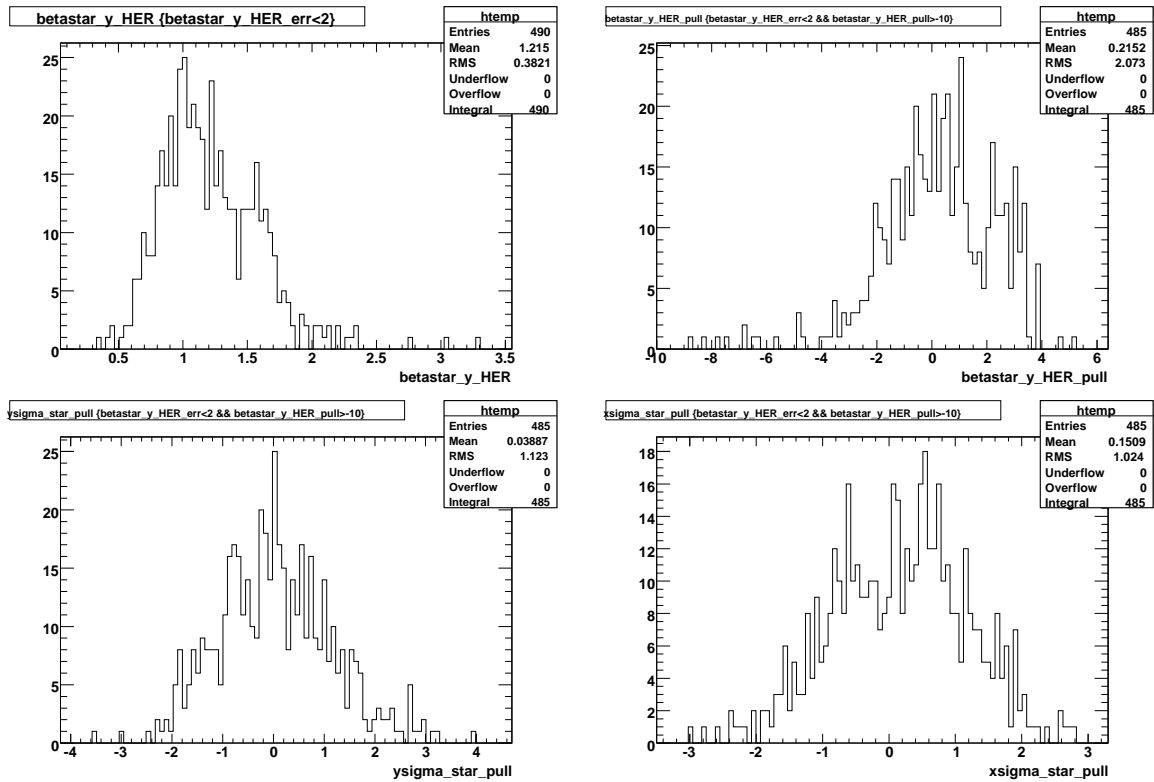 betastar_y_HER {betastar_y_HER_err<2}
htemp
Entries 490
Mean 1.215
RMS 0.3821
Underflow 0
Overflow 0
Integral 490
25
20
15
10
5
0
0.5 1 1.5 2 2.5 3 3.5
betastar_y_HER
betastar_y_HER_pull {betastar_y_HER_err<2 && betastar_y_HER_pull>-10}
htemp
Entries 485
Mean 0.2152
RMS 2.073
Underflow 0
Overflow 0
Integral 485
25
20
15
10
5
0
-10 -8 -6 -4 -2 0 2 4 6
betastar_y_HER_pull
ysigma_star_pull {betastar_y_HER_err<2 && betastar_y_HER_pull>-10}
htemp
Entries 485
Mean 0.03887
RMS 1.123
Underflow 0
Overflow 0
Integral 485
25
20
15
10
5
0
-4 -3 -2 -1 0 1 2 3 4
ysigma_star_pull
xsigma_star_pull {betastar_y_HER_err<2 && betastar_y_HER_pull>-10}
htemp
Entries 485
Mean 0.1509
RMS 1.024
Underflow 0
Overflow 0
Integral 485
18
16
14
12
10
8
6
4
2
0
-3 -2 -1 0 1 2 3
xsigma_star_pull